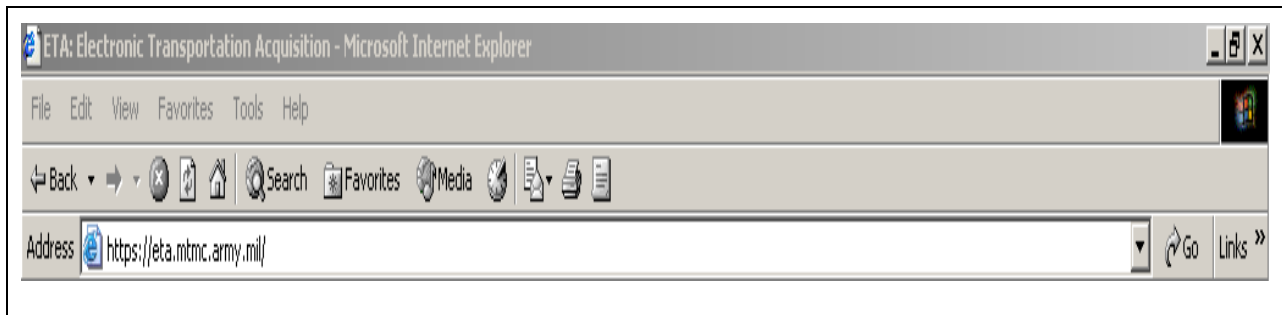 ETA: Electronic Transportation Acquisition - Microsoft Internet Explorer
File Edit View Favorites Tools Help
Back Search Favorites Media
Address https://eta.mtmc.army.mil/ Go Links »